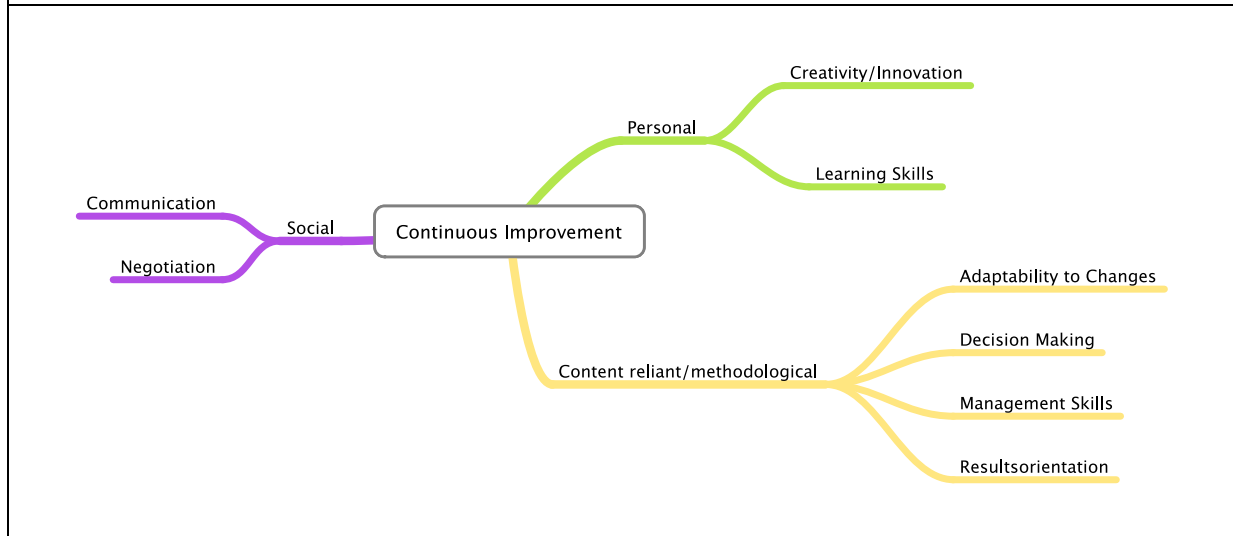 Creativity/Innovation
Personal
Learning Skills
Communication
Social
Continuous Improvement
Negotiation
Adaptability to Changes
Decision Making
Content reliant/methodological
Management Skills
Resultsorientation